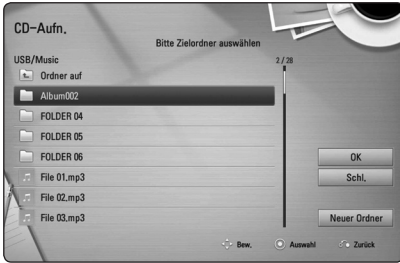 CD-Aufn.
Bitte Zielordner auswählen
USB/Music
2 / 28
Ordner auf
Album002
FOLDER 04
FOLDER 05
FOLDER 06
File 01.mp3
File 02.mp3
File 03.mp3
OK
Schl.
Neuer Ordner
Bew. Auswahl Zurück